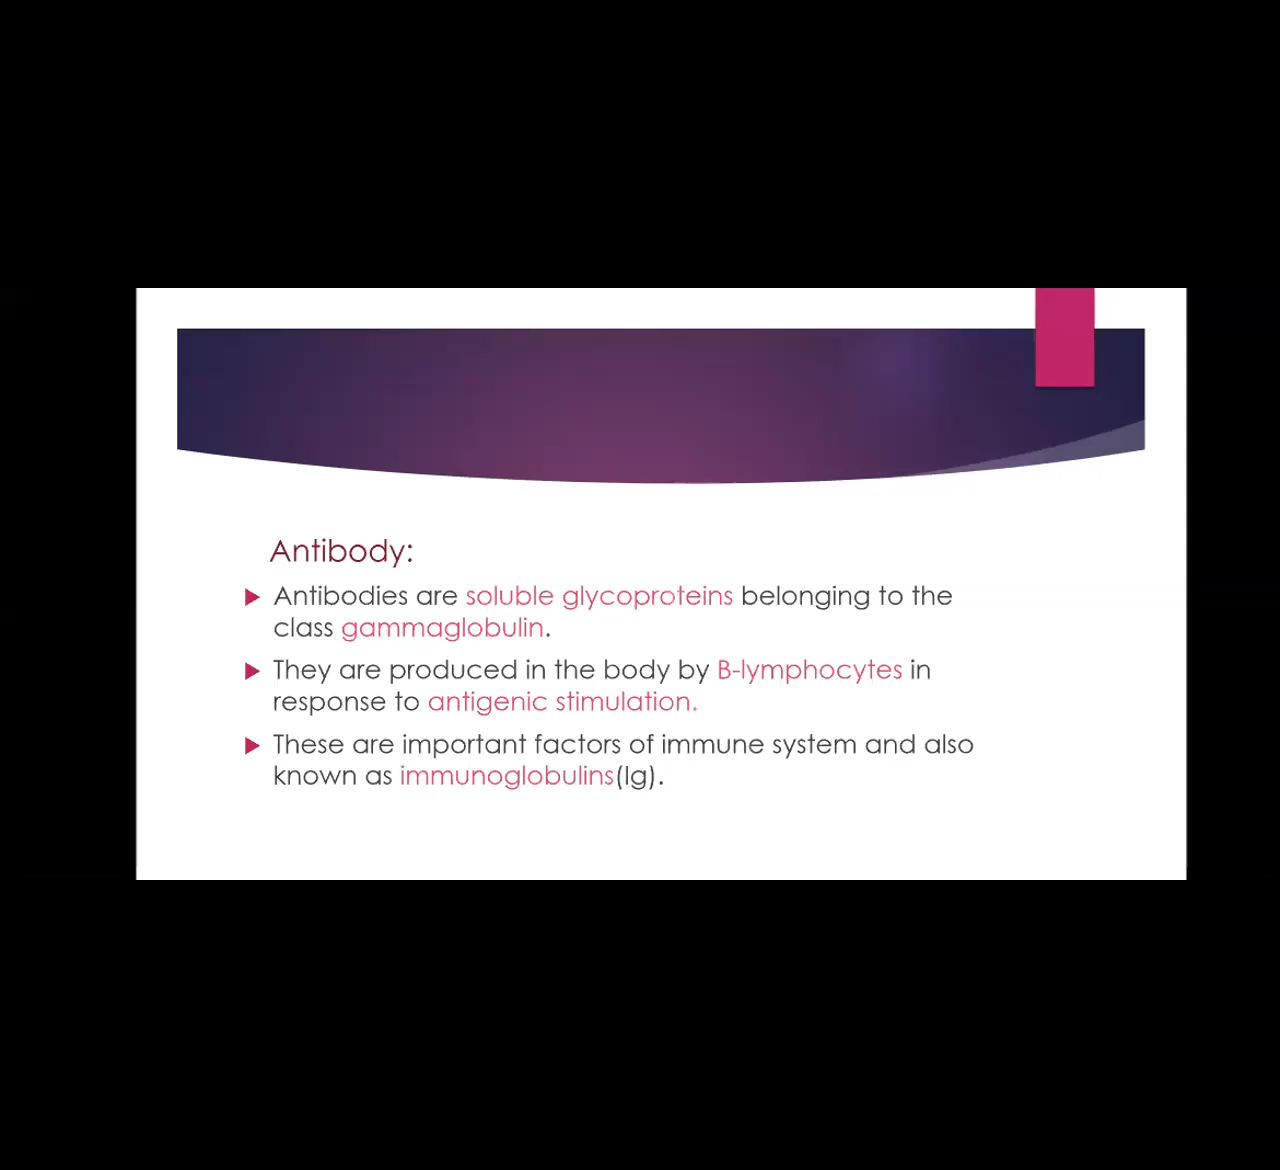 Antibody:
Antibodies are soluble glycoproteins belonging to the
class gammaglobulin.
They are produced in the body by B-lymphocytes in
response to antigenic stimulation.
These are important factors of immune system and also
known as immunoglobulins(Ig).